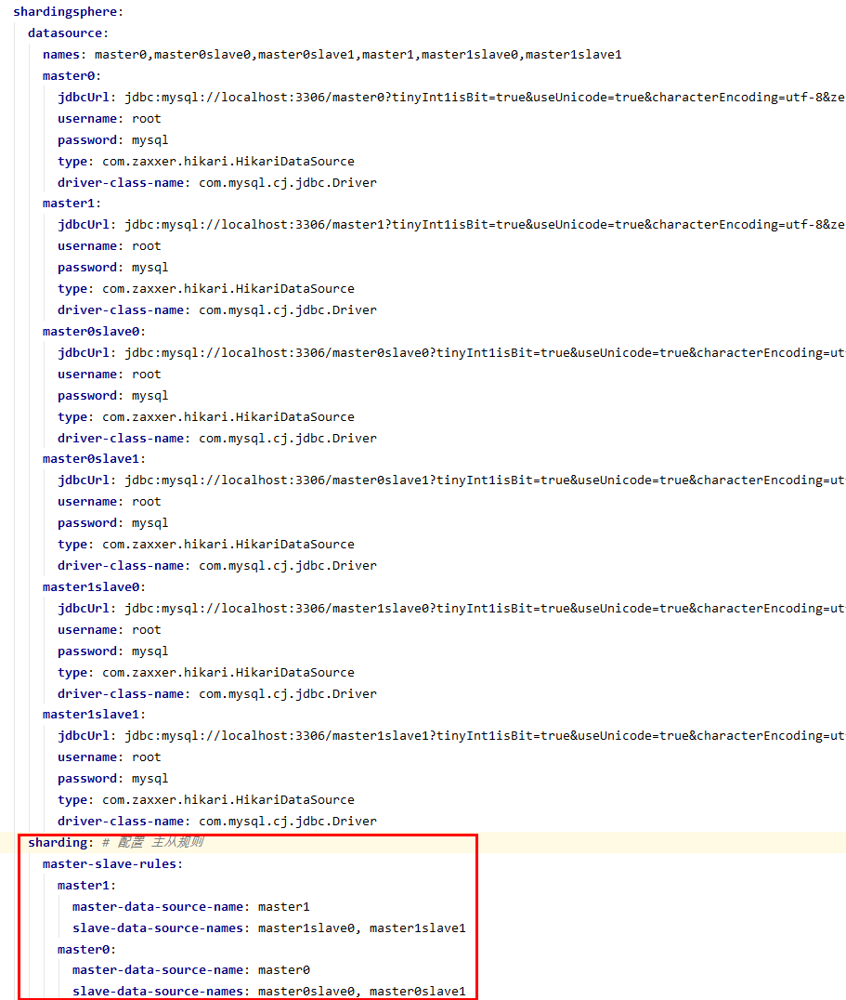 shardingsphere:
datasource:
names: master0,master0slave0,master0slave1,master1,master1slave0,master1slave1
master0:
jdbcUrl: jdbc:mysql://localhost:3306/master0?tinyInt1isBit=true&useUnicode=true&characterEncoding=utf-8&ze
username: root
password: mysql
type: com.zaxxer.hikari.HikariDataSource
driver-class-name: com.mysql.cj.jdbc.Driver
master1:
jdbcUrl: jdbc:mysql://localhost:3306/master1?tinyInt1isBit=true&useUnicode=true&characterEncoding=utf-8&ze
username: root
password: mysql
type: com.zaxxer.hikari.HikariDataSource
driver-class-name: com.mysql.cj.jdbc.Driver
master0slave0:
jdbcUrl: jdbc:mysql://localhost:3306/master0slave0?tinyInt1isBit=true&useUnicode=true&characterEncoding=ut
username: root
password: mysql
type: com.zaxxer.hikari.HikariDataSource
driver-class-name: com.mysql.cj.jdbc.Driver
master0slave1:
jdbcUrl: jdbc:mysql://localhost:3306/master0slave1?tinyInt1isBit=true&useUnicode=true&characterEncoding=ut
username: root
password: mysql
type: com.zaxxer.hikari.HikariDataSource
driver-class-name: com.mysql.cj.jdbc.Driver
master1slave0:
jdbcUrl: jdbc:mysql://localhost:3306/master1slave0?tinyInt1isBit=true&useUnicode=true&characterEncoding=ut
username: root
password: mysql
type: com.zaxxer.hikari.HikariDataSource
driver-class-name: com.mysql.cj.jdbc.Driver
master1slave1:
jdbcUrl: jdbc:mysql://localhost:3306/master1slave1?tinyInt1isBit=true&useUnicode=true&characterEncoding=ut
username: root
password: mysql
type: com.zaxxer.hikari.HikariDataSource
driver-class-name: com.mysql.cj.jdbc.Driver
sharding: # 配置 主从规则
master-slave-rules:
master1:
master-data-source-name: master1
slave-data-source-names: master1slave0, master1slave1
master0:
master-data-source-name: master0
slave-data-source-names: master0slave0, master0slave1